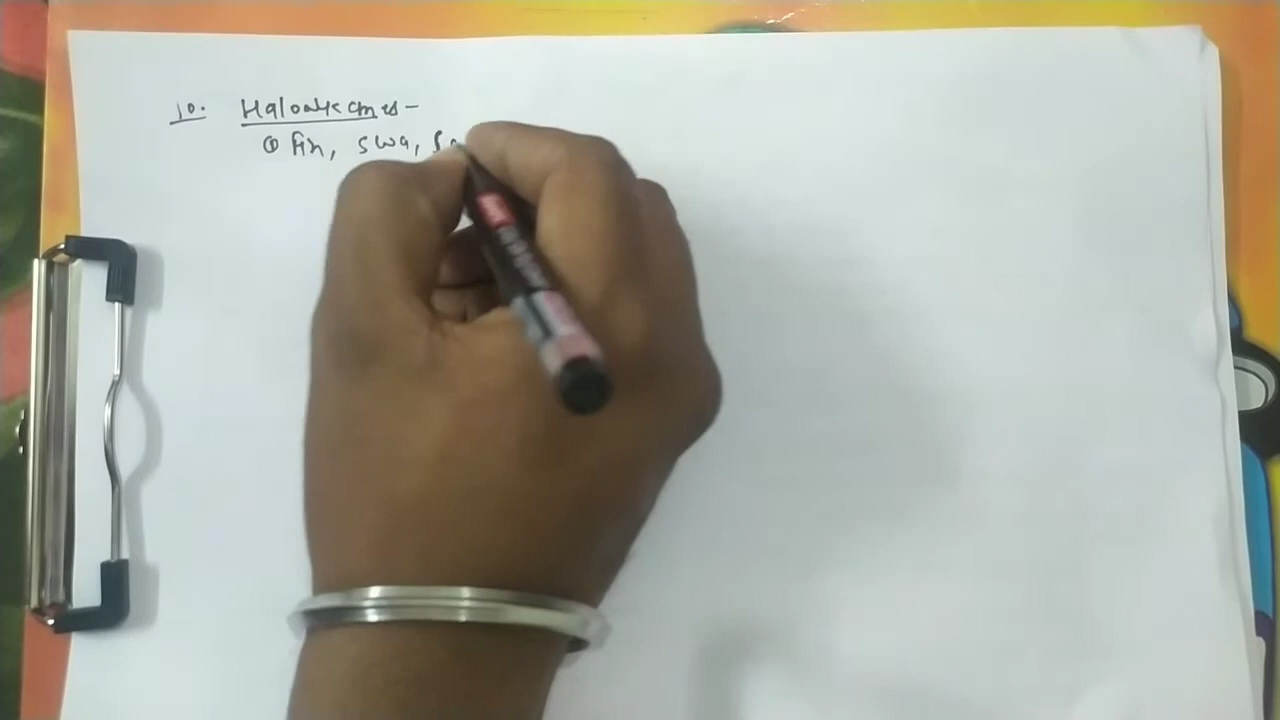 10. Haloalkanes -
① Fin, Swa,